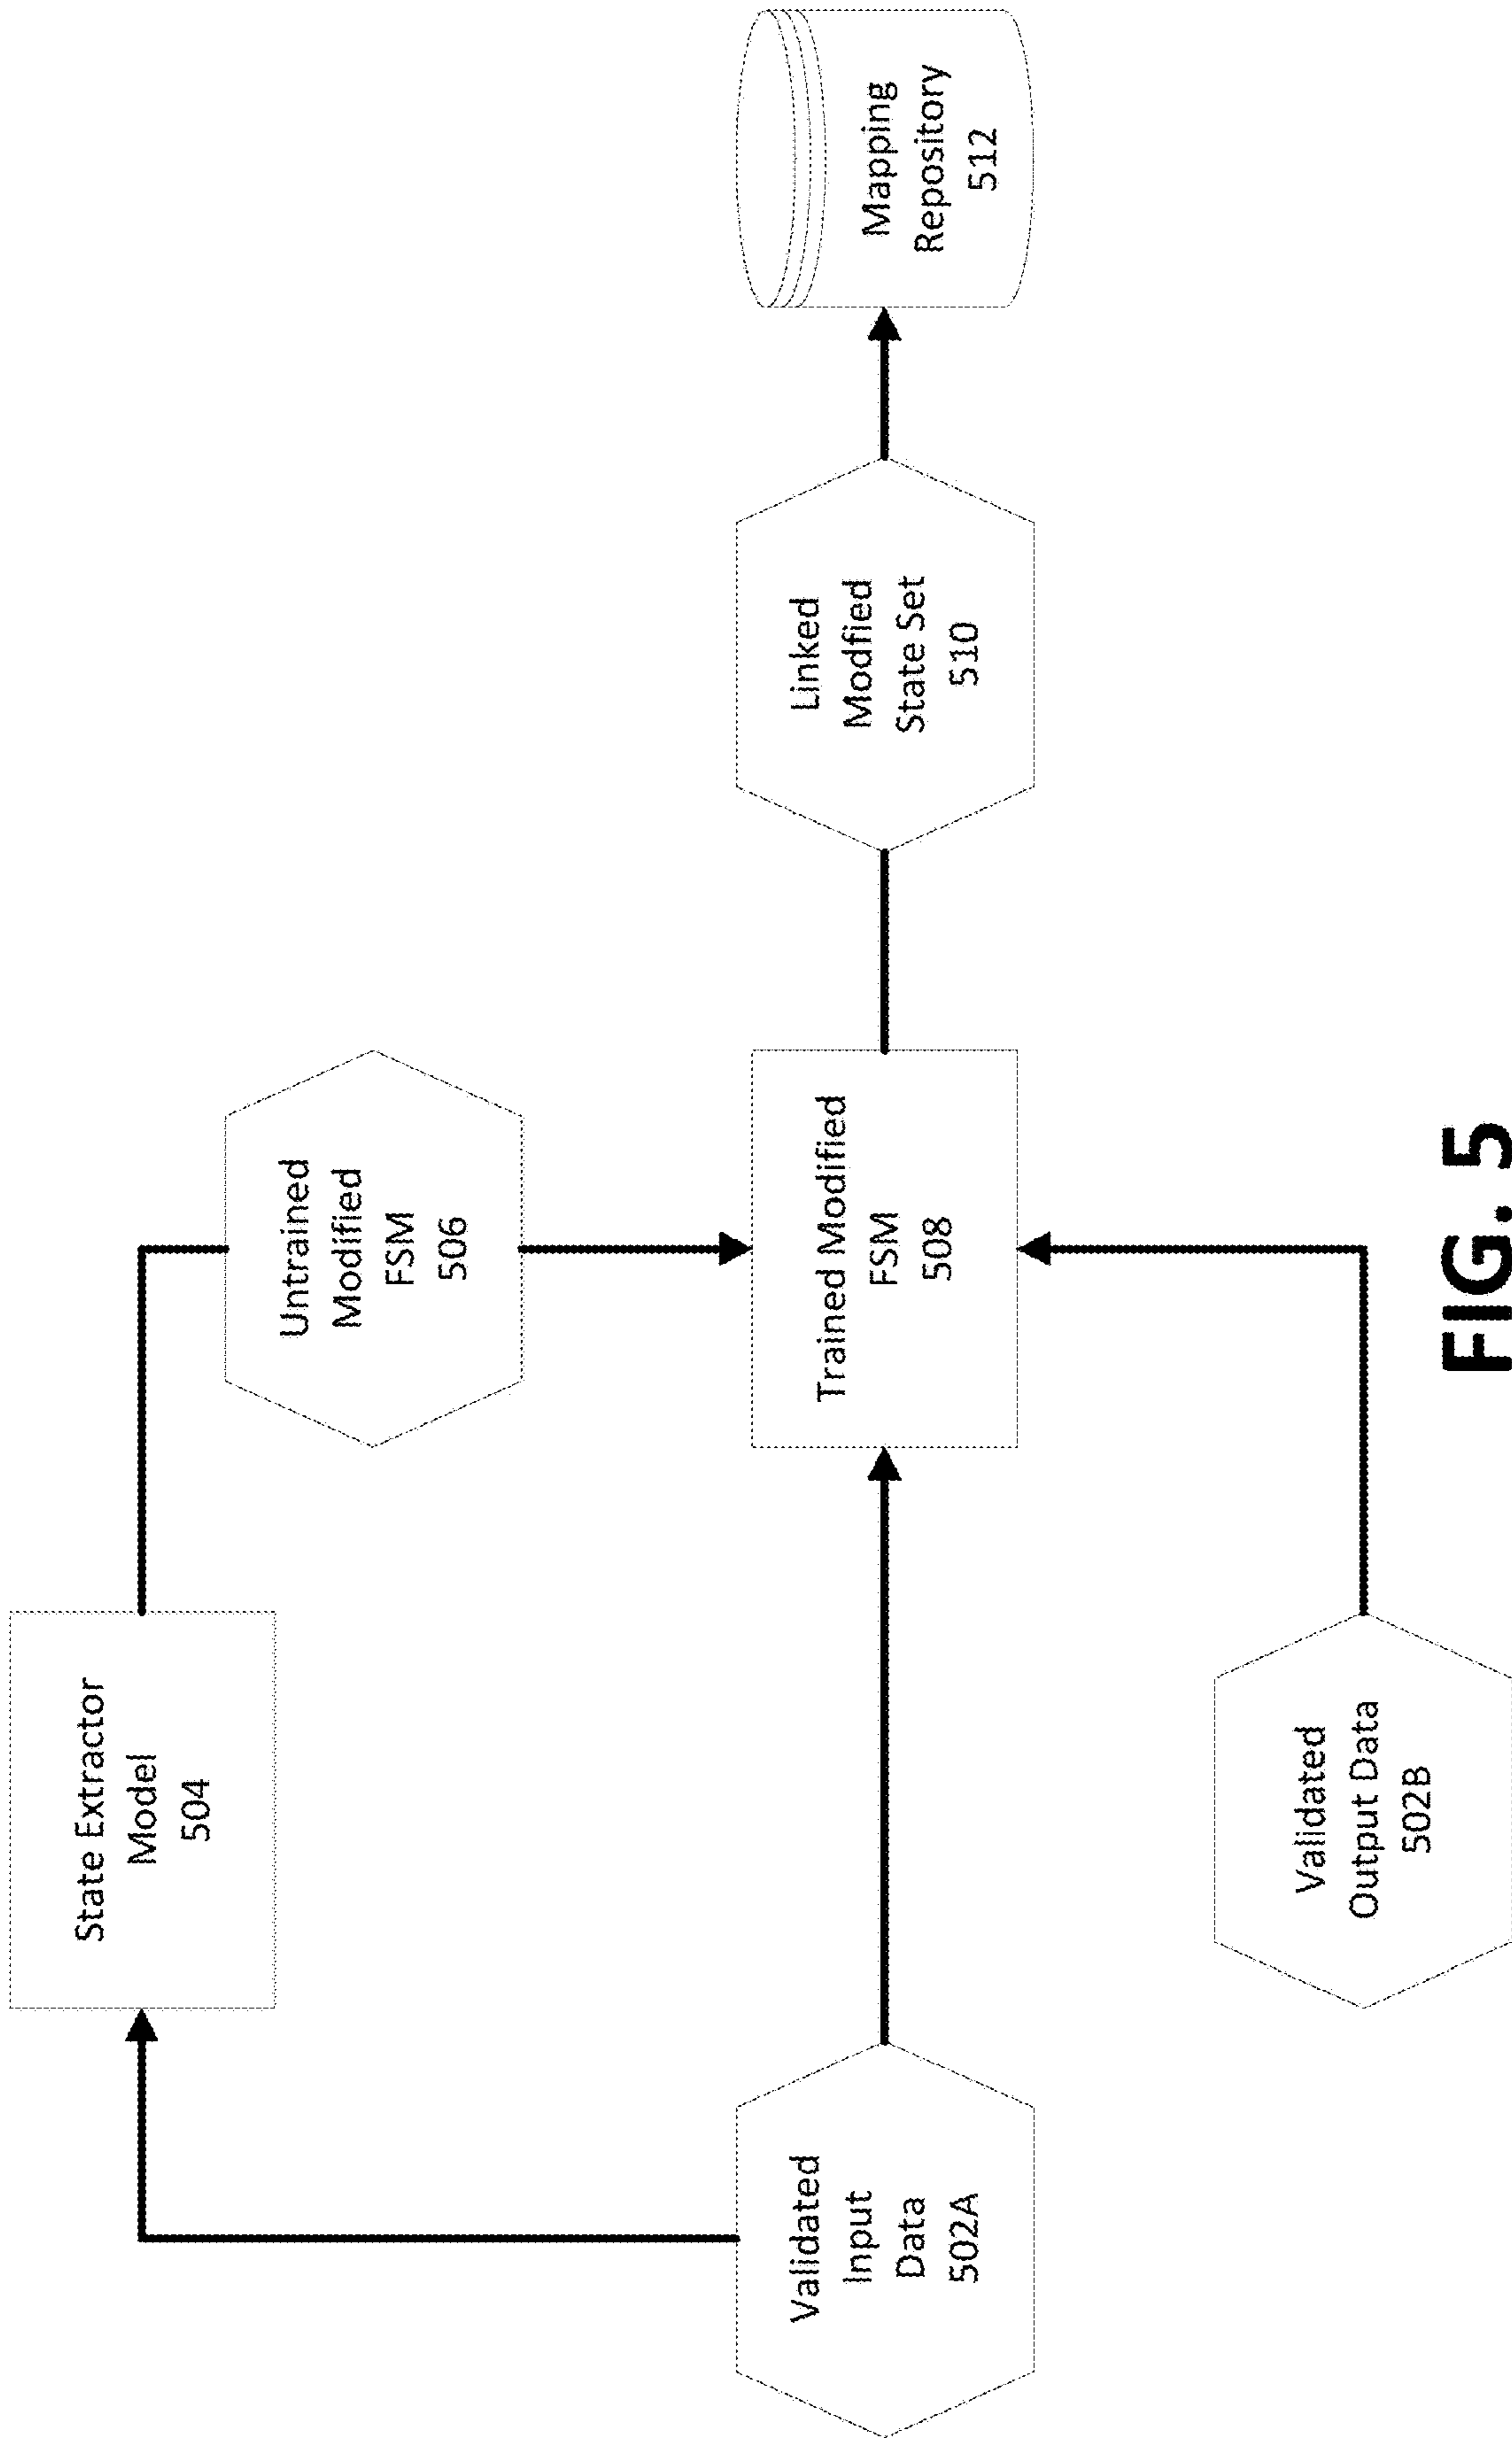 State Extractor
Model
504
Untrained
Modified
FSM
506
Validated
Input
Data
502A
Trained Modified
FSM
508
Linked
Modfied
State Set
510
Mapping
Repository
512
Validated
Output Data
502B
FIG. 5